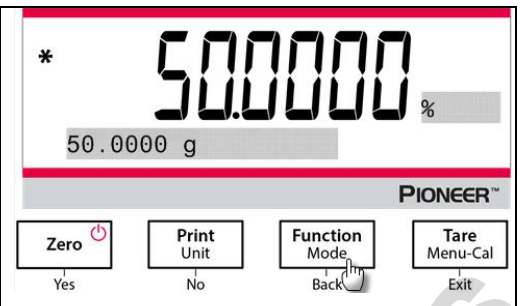 * 50.0000 %
50.0000 g
PIONEER™
Zero Print Function Tare
Unit Mode Menu-Cal
Yes No Back Exit